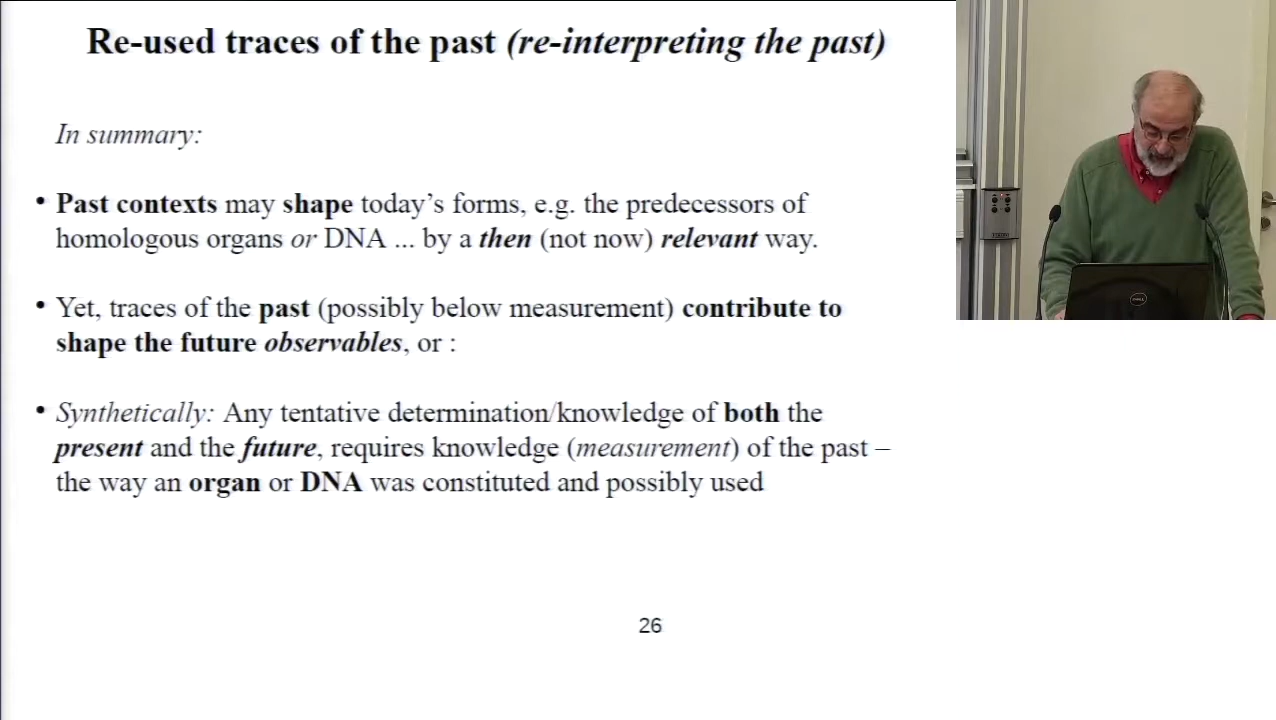 Re-used traces of the past (re-interpreting the past)
In summary:
• Past contexts may shape today's forms, e.g. the predecessors of
homologous organs or DNA ... by a then (not now) relevant way.
• Yet, traces of the past (possibly below measurement) contribute to
shape the future observables, or :
• Synthetically: Any tentative determination/knowledge of both the
present and the future, requires knowledge (measurement) of the past –
the way an organ or DNA was constituted and possibly used
26
DELL